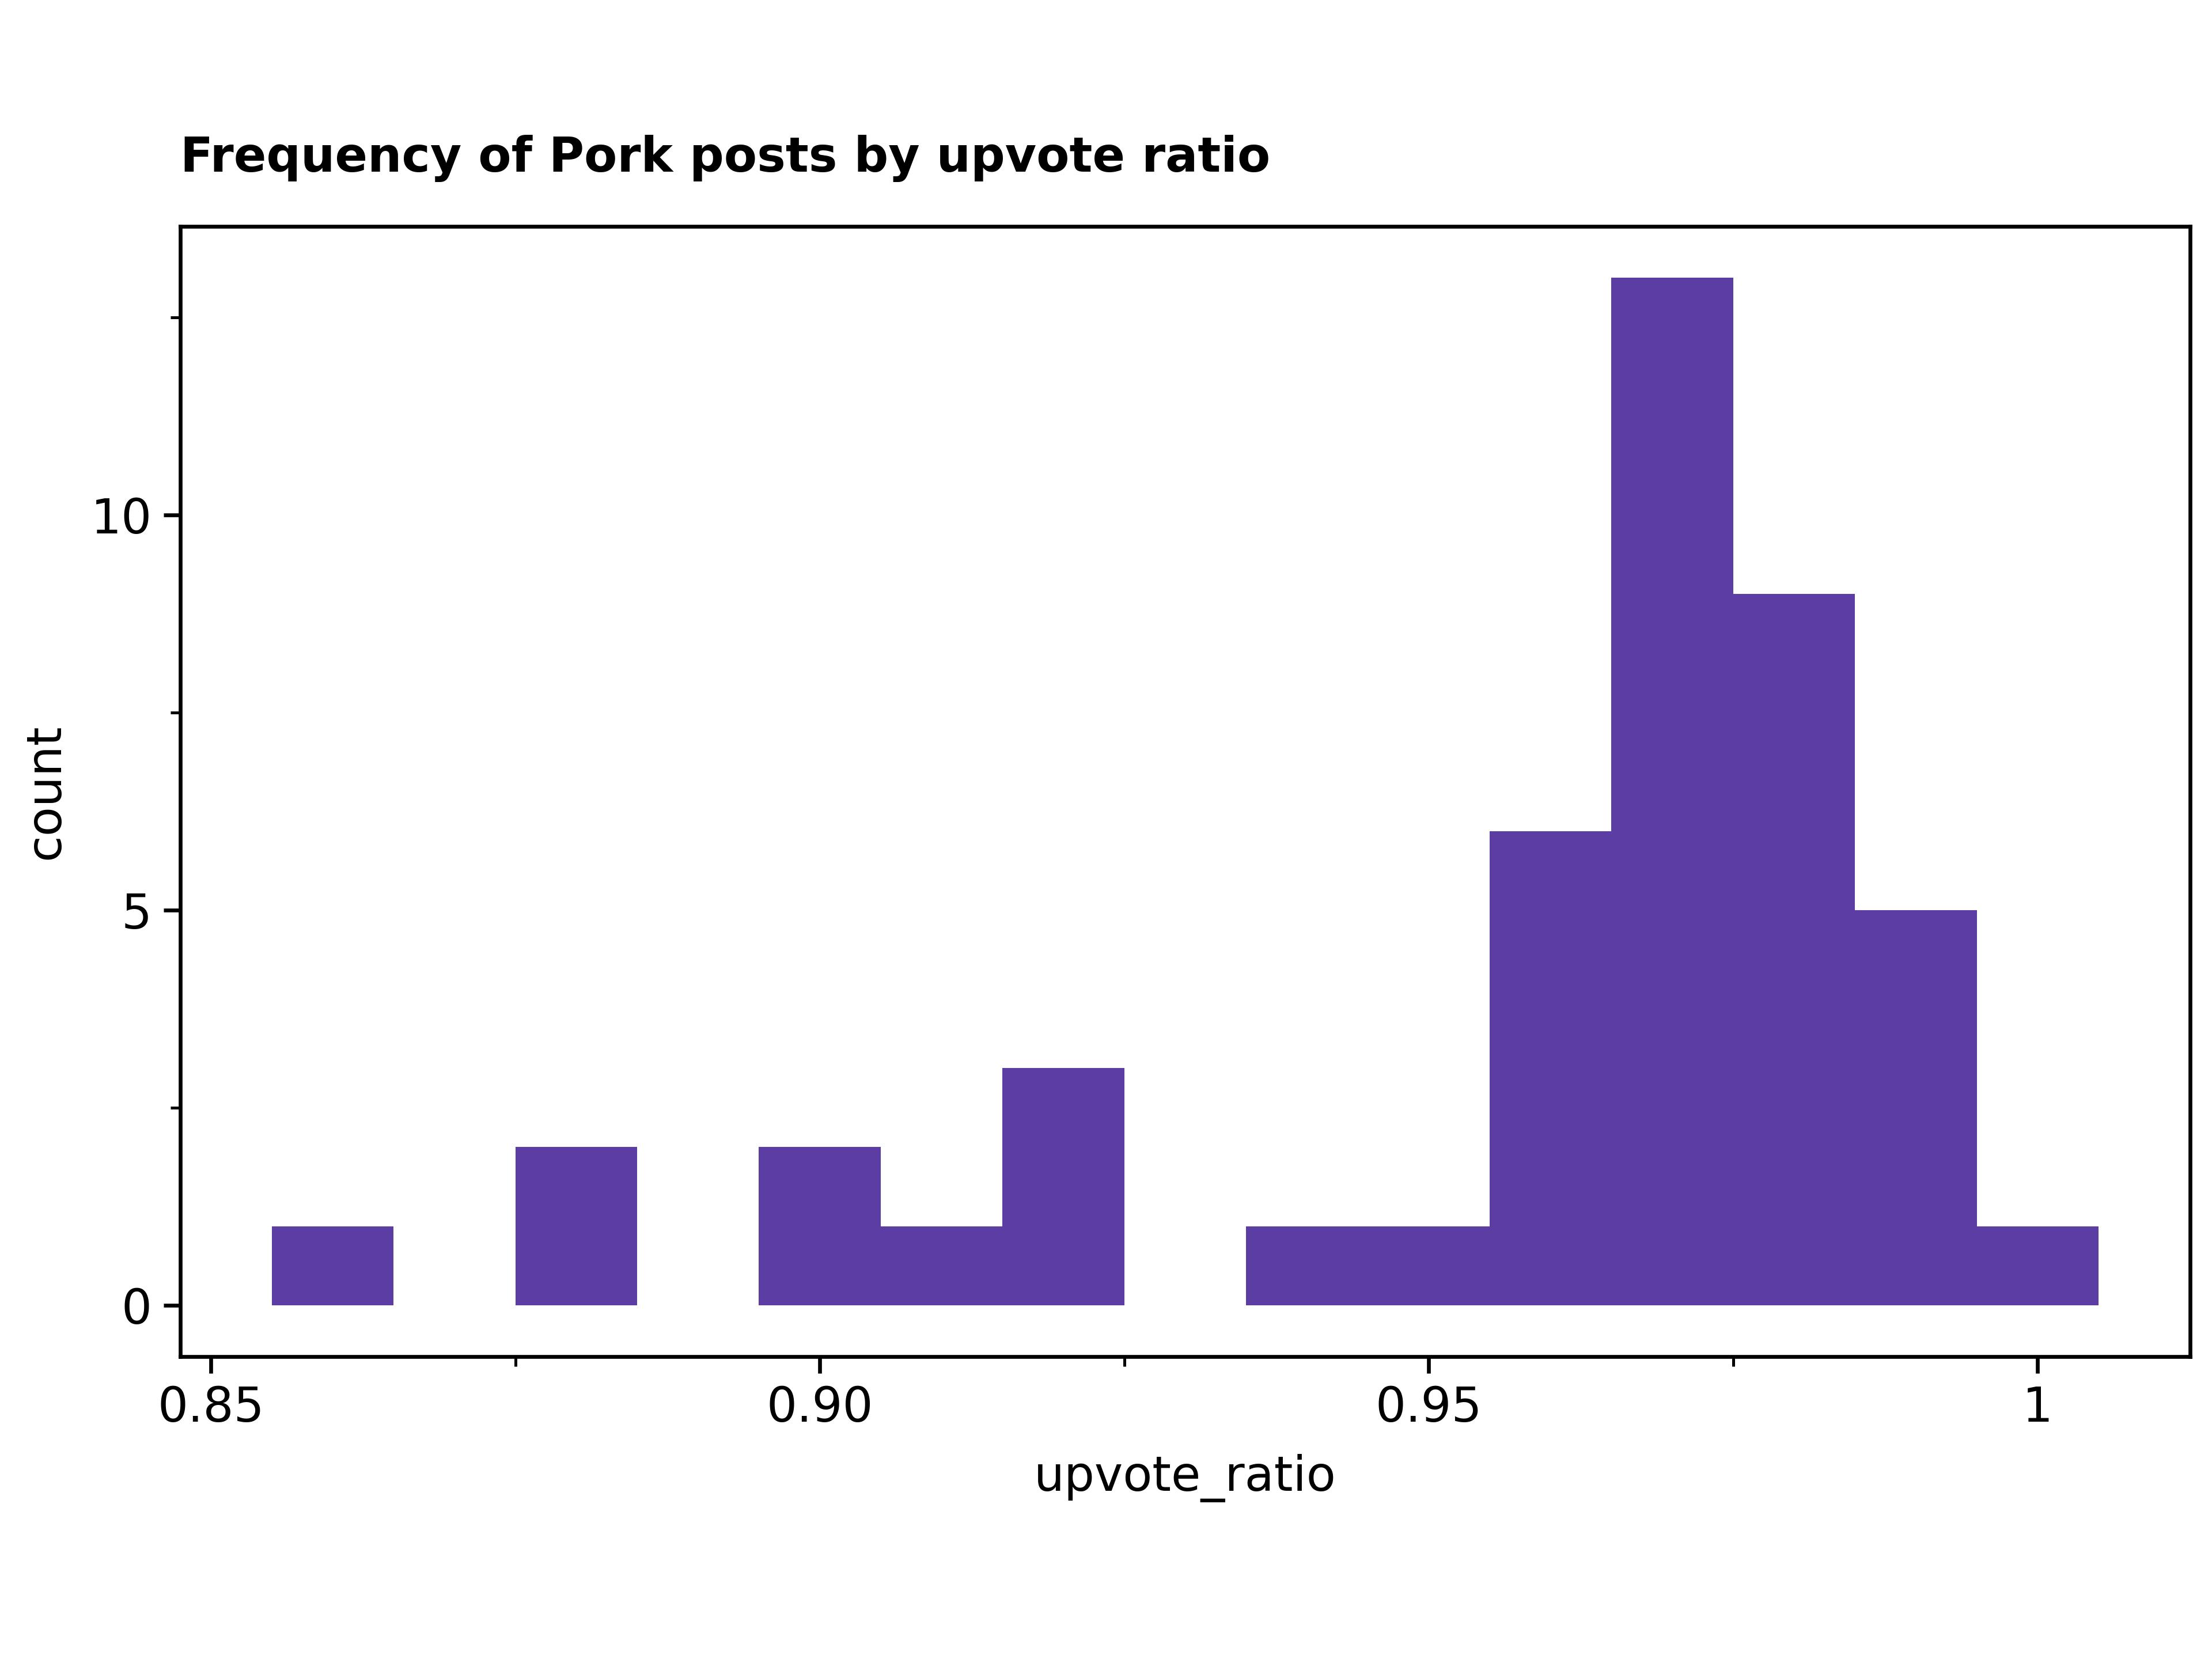 Frequency of Pork posts by upvote ratio
10
5
0
count
0.85 0.90 0.95 1
upvote_ratio